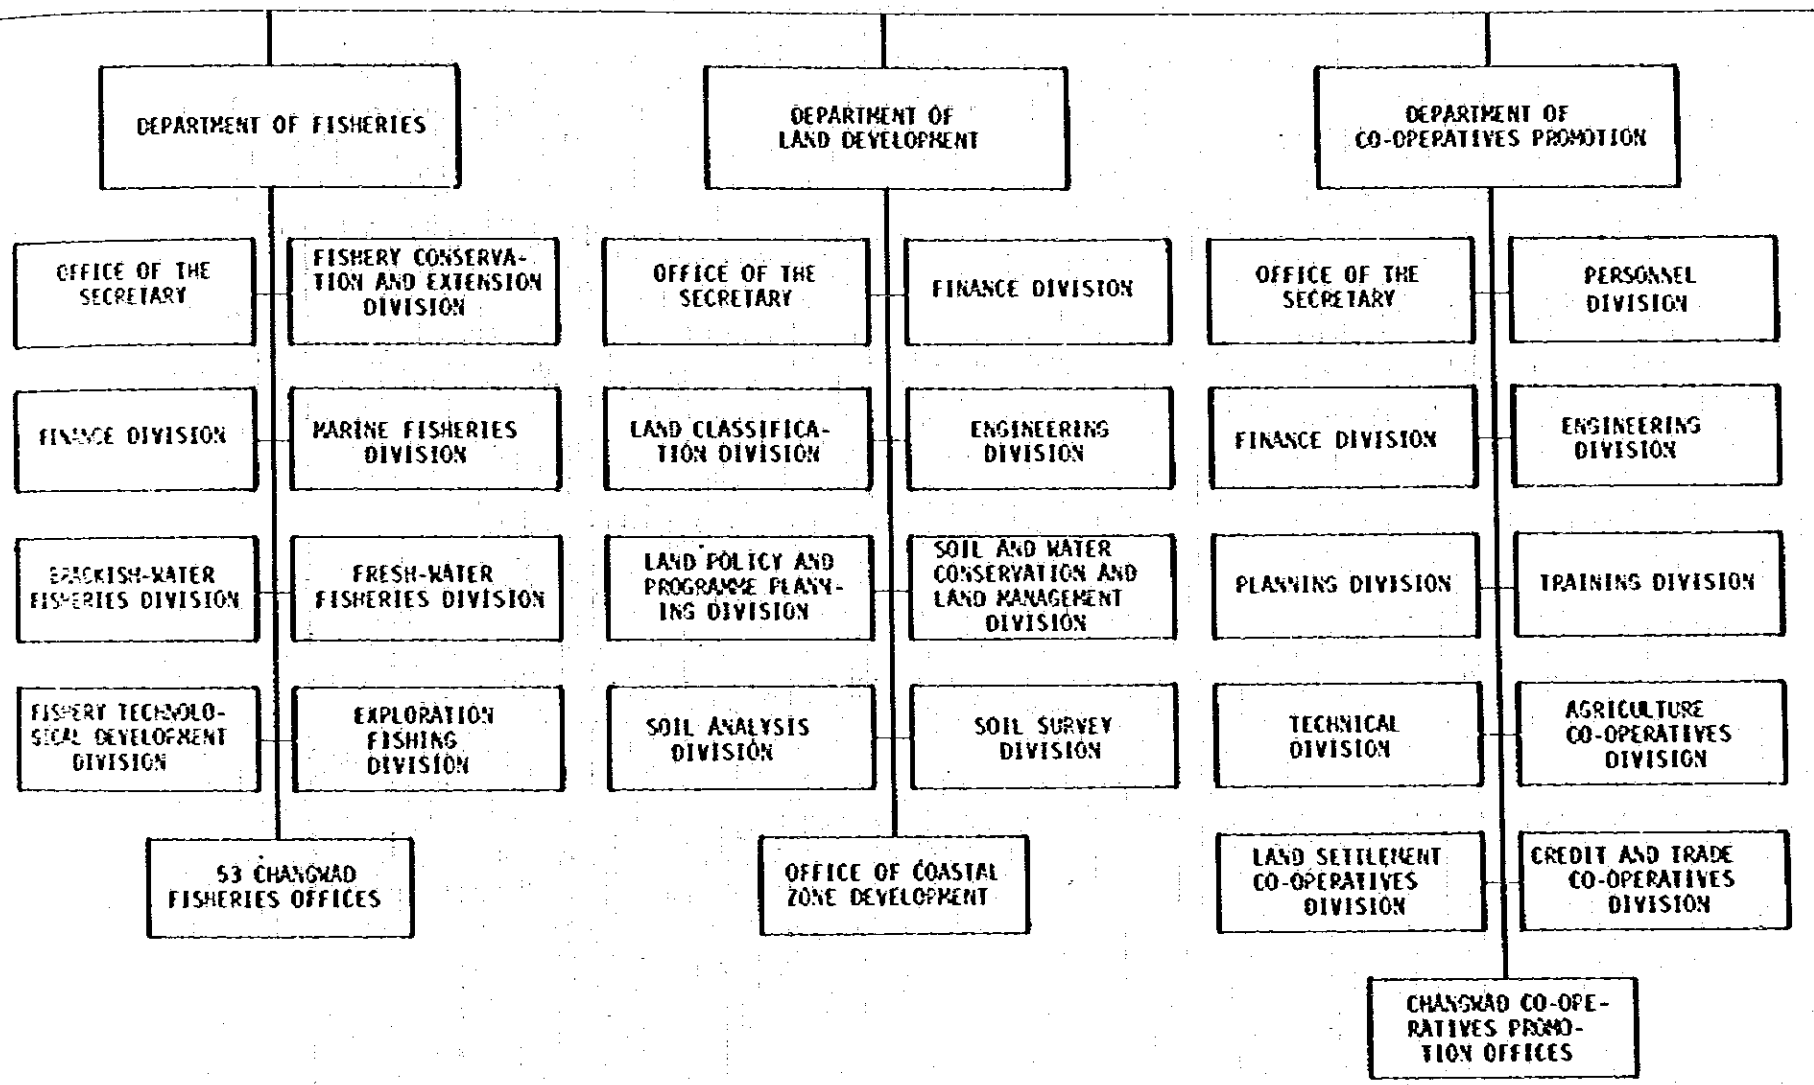 DEPARTMENT OF FISHERIES
OFFICE OF THE
SECRETARY
FISHERY CONSERVA-
TION AND EXTENSION
DIVISION
FINANCE DIVISION
MARINE FISHERIES
DIVISION
BRACKISH-WATER
FISHERIES DIVISION
FRESH-WATER
FISHERIES DIVISION
FISHERY TECHNOLO-
GICAL DEVELOPMENT
DIVISION
EXPLORATION
FISHING
DIVISION
53 CHANGWAD
FISHERIES OFFICES
DEPARTMENT OF
LAND DEVELOPMENT
OFFICE OF THE
SECRETARY
FINANCE DIVISION
LAND CLASSIFICA-
TION DIVISION
ENGINEERING
DIVISION
LAND POLICY AND
PROGRAMME PLANN-
ING DIVISION
SOIL AND WATER
CONSERVATION AND
LAND MANAGEMENT
DIVISION
SOIL ANALYSIS
DIVISION
SOIL SURVEY
DIVISION
OFFICE OF COASTAL
ZONE DEVELOPMENT
DEPARTMENT OF
CO-OPERATIVES PROMOTION
OFFICE OF THE
SECRETARY
PERSONNEL
DIVISION
FINANCE DIVISION
ENGINEERING
DIVISION
PLANNING DIVISION
TRAINING DIVISION
TECHNICAL
DIVISION
AGRICULTURE
CO-OPERATIVES
DIVISION
LAND SETTLEMENT
CO-OPERATIVES
DIVISION
CREDIT AND TRADE
CO-OPERATIVES
DIVISION
CHANGWAD CO-OPE-
RATIVES PROMO-
TION OFFICES